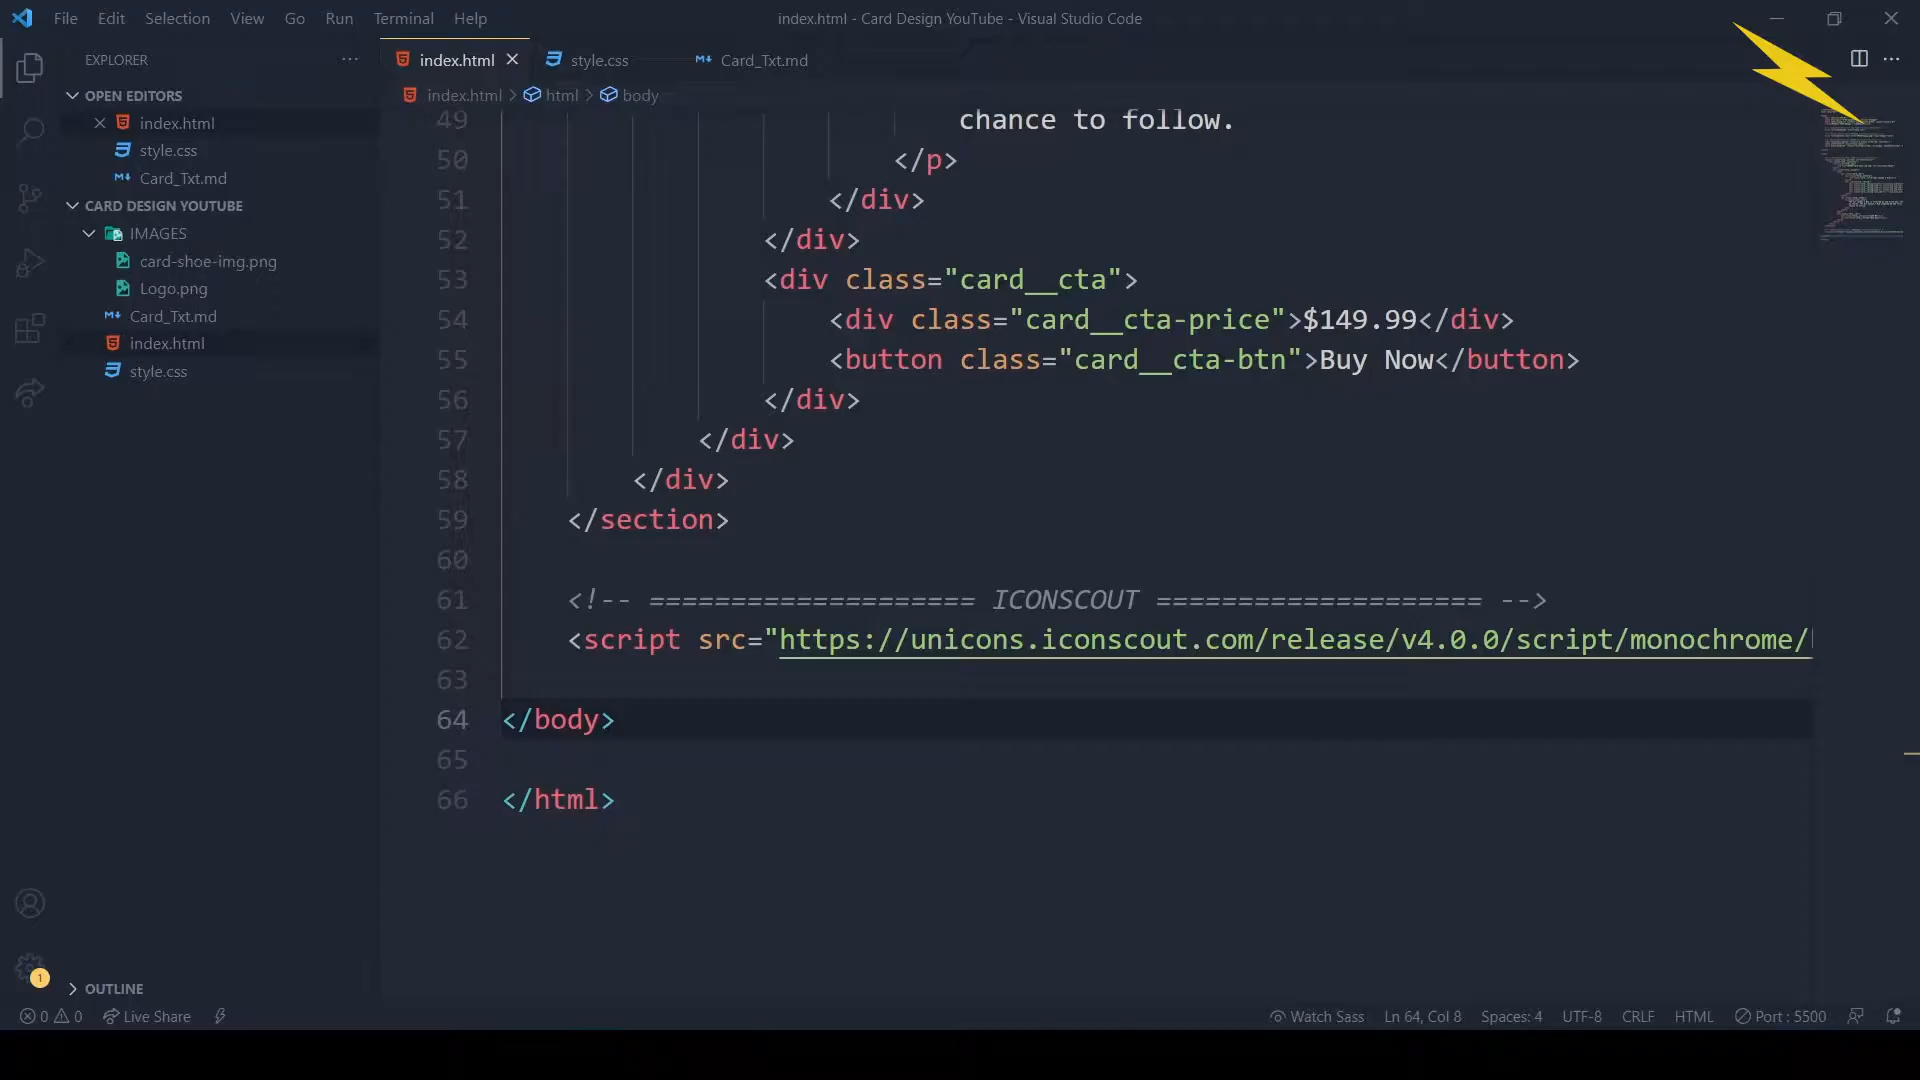 File Edit Selection View Go Run Terminal Help
index.html - Card Design YouTube - Visual Studio Code
EXPLORER
OPEN EDITORS
index.html
style.css
Card_Txt.md
CARD DESIGN YOUTUBE
IMAGES
card-shoe-img.png
Logo.png
Card_Txt.md
index.html
style.css
OUTLINE
index.html style.css Card_Txt.md
index.html > html > body
49 chance to follow.
50 </p>
51 </div>
52 </div>
53 <div class="card__cta">
54 <div class="card__cta-price">$149.99</div>
55 <button class="card__cta-btn">Buy Now</button>
56 </div>
57 </div>
58 </div>
59 </section>
60
61 <!-- ==================== ICONSCOUT ==================== -->
62 <script src="https://unicons.iconscout.com/release/v4.0.0/script/monochrome/
63
64 </body>
65
66 </html>
1
0 0 Live Share
Watch Sass Ln 64, Col 8 Spaces: 4 UTF-8 CRLF HTML Port : 5500